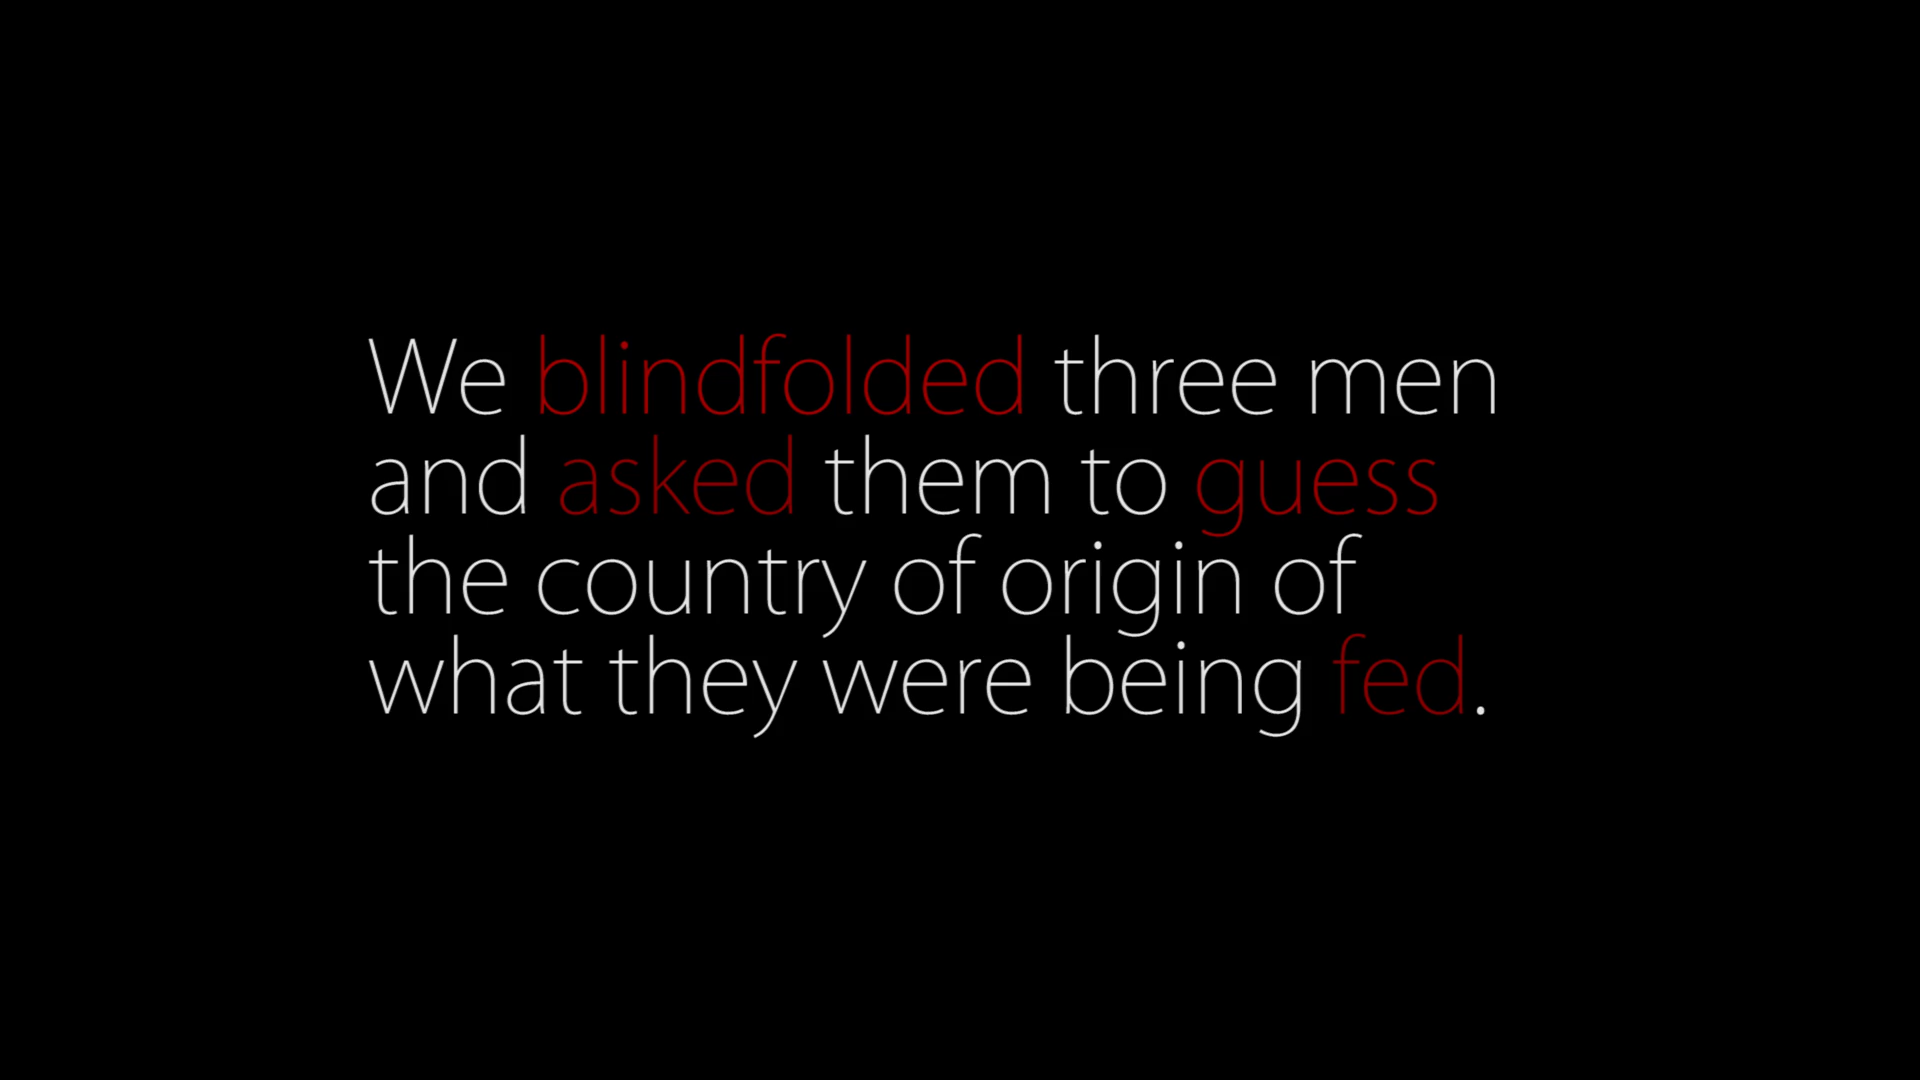 We blindfolded three men
and asked them to guess
the country of origin of
what they were being fed.